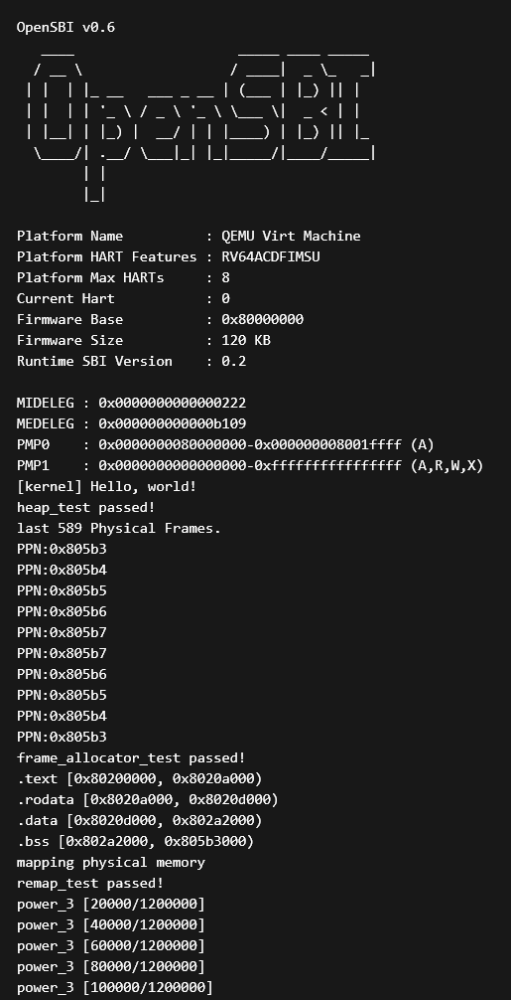 OpenSBI v0.6
   ____                    _____ ____ _____
  / __ \                  / ____|  _ \_   _|
 | |  | |_ __   ___ _ __ | (___ | |_) || |
 | |  | | '_ \ / _ \ '_ \ \___ \|  _ < | |
 | |__| | |_) |  __/ | | |____) | |_) || |_
  \____/| .__/ \___|_| |_|_____/|____/_____|
        | |
        |_|
Platform Name          : QEMU Virt Machine
Platform HART Features : RV64ACDFIMSU
Platform Max HARTs     : 8
Current Hart           : 0
Firmware Base          : 0x80000000
Firmware Size          : 120 KB
Runtime SBI Version    : 0.2
MIDELEG : 0x0000000000000222
MEDELEG : 0x000000000000b109
PMP0    : 0x0000000080000000-0x000000008001ffff (A)
PMP1    : 0x0000000000000000-0xffffffffffffffff (A,R,W,X)
[kernel] Hello, world!
heap_test passed!
last 589 Physical Frames.
PPN:0x805b3
PPN:0x805b4
PPN:0x805b5
PPN:0x805b6
PPN:0x805b7
PPN:0x805b7
PPN:0x805b6
PPN:0x805b5
PPN:0x805b4
PPN:0x805b3
frame_allocator_test passed!
.text [0x80200000, 0x8020a000)
.rodata [0x8020a000, 0x8020d000)
.data [0x8020d000, 0x802a2000)
.bss [0x802a2000, 0x805b3000)
mapping physical memory
remap_test passed!
power_3 [20000/1200000]
power_3 [40000/1200000]
power_3 [60000/1200000]
power_3 [80000/1200000]
power_3 [100000/1200000]